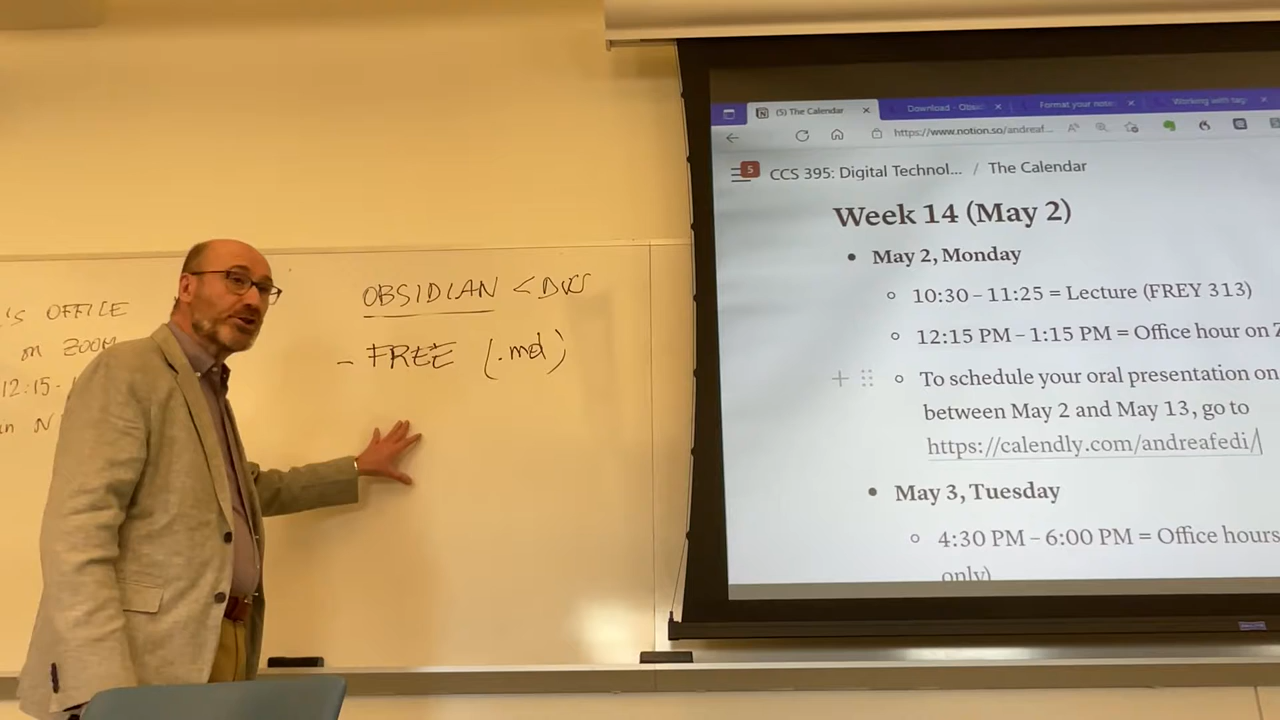 'S OFFICE
on ZOOM
12:15-
in N
OBSIDIAN <
- FREE (.md)
(5) The Calendar
Download - Obsi
Format your note
Working with tag
https://www.notion.so/andreaf...
5
CCS 395: Digital Technol... / The Calendar
Week 14 (May 2)
• May 2, Monday
○ 10:30 – 11:25 = Lecture (FREY 313)
○ 12:15 PM – 1:15 PM = Office hour on Z
○ To schedule your oral presentation on
between May 2 and May 13, go to
https://calendly.com/andreafedi/
• May 3, Tuesday
○ 4:30 PM – 6:00 PM = Office hours
only)